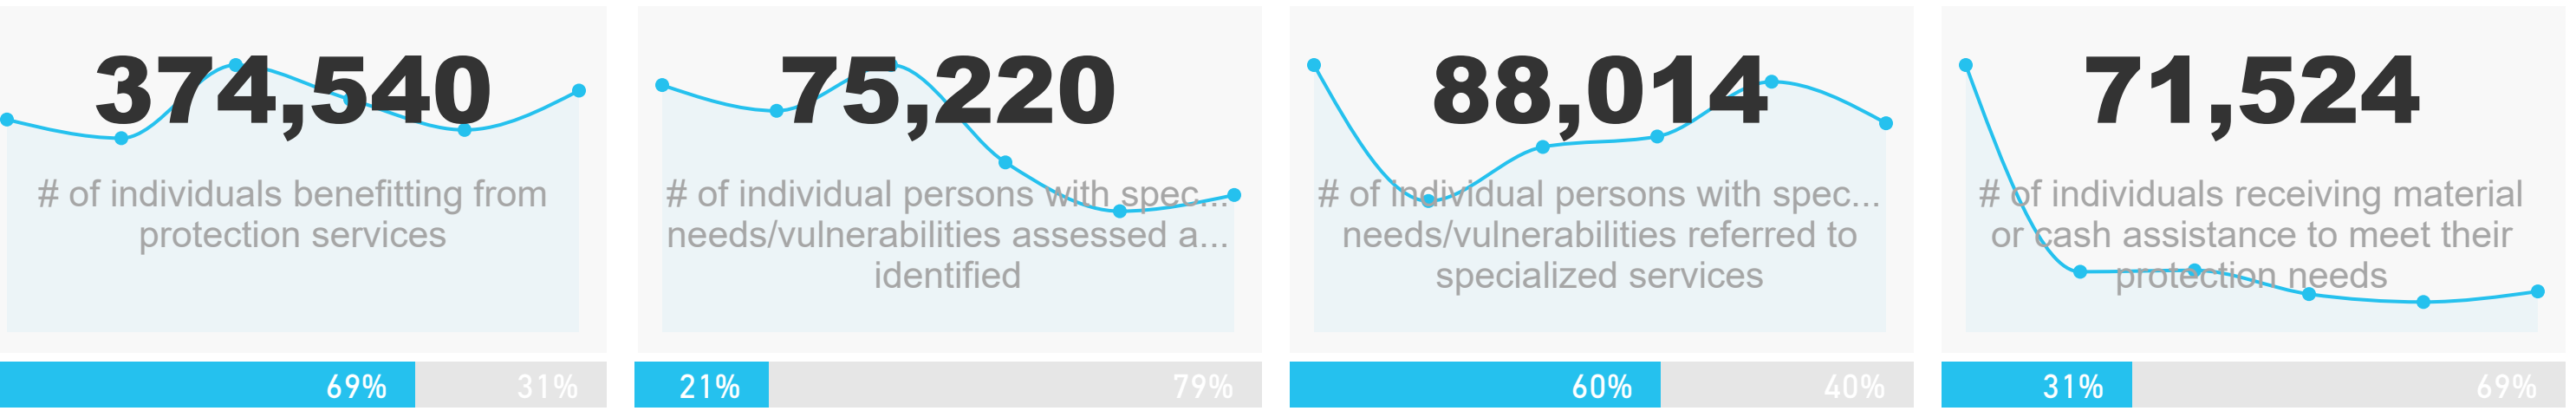 374,540
# of individuals benefitting from
protection services
69% 31%
75,220
# of individual persons with spec...
needs/vulnerabilities assessed a...
identified
21% 79%
88,014
# of individual persons with spec...
needs/vulnerabilities referred to
specialized services
60% 40%
71,524
# of individuals receiving material
or cash assistance to meet their
protection needs
31% 69%